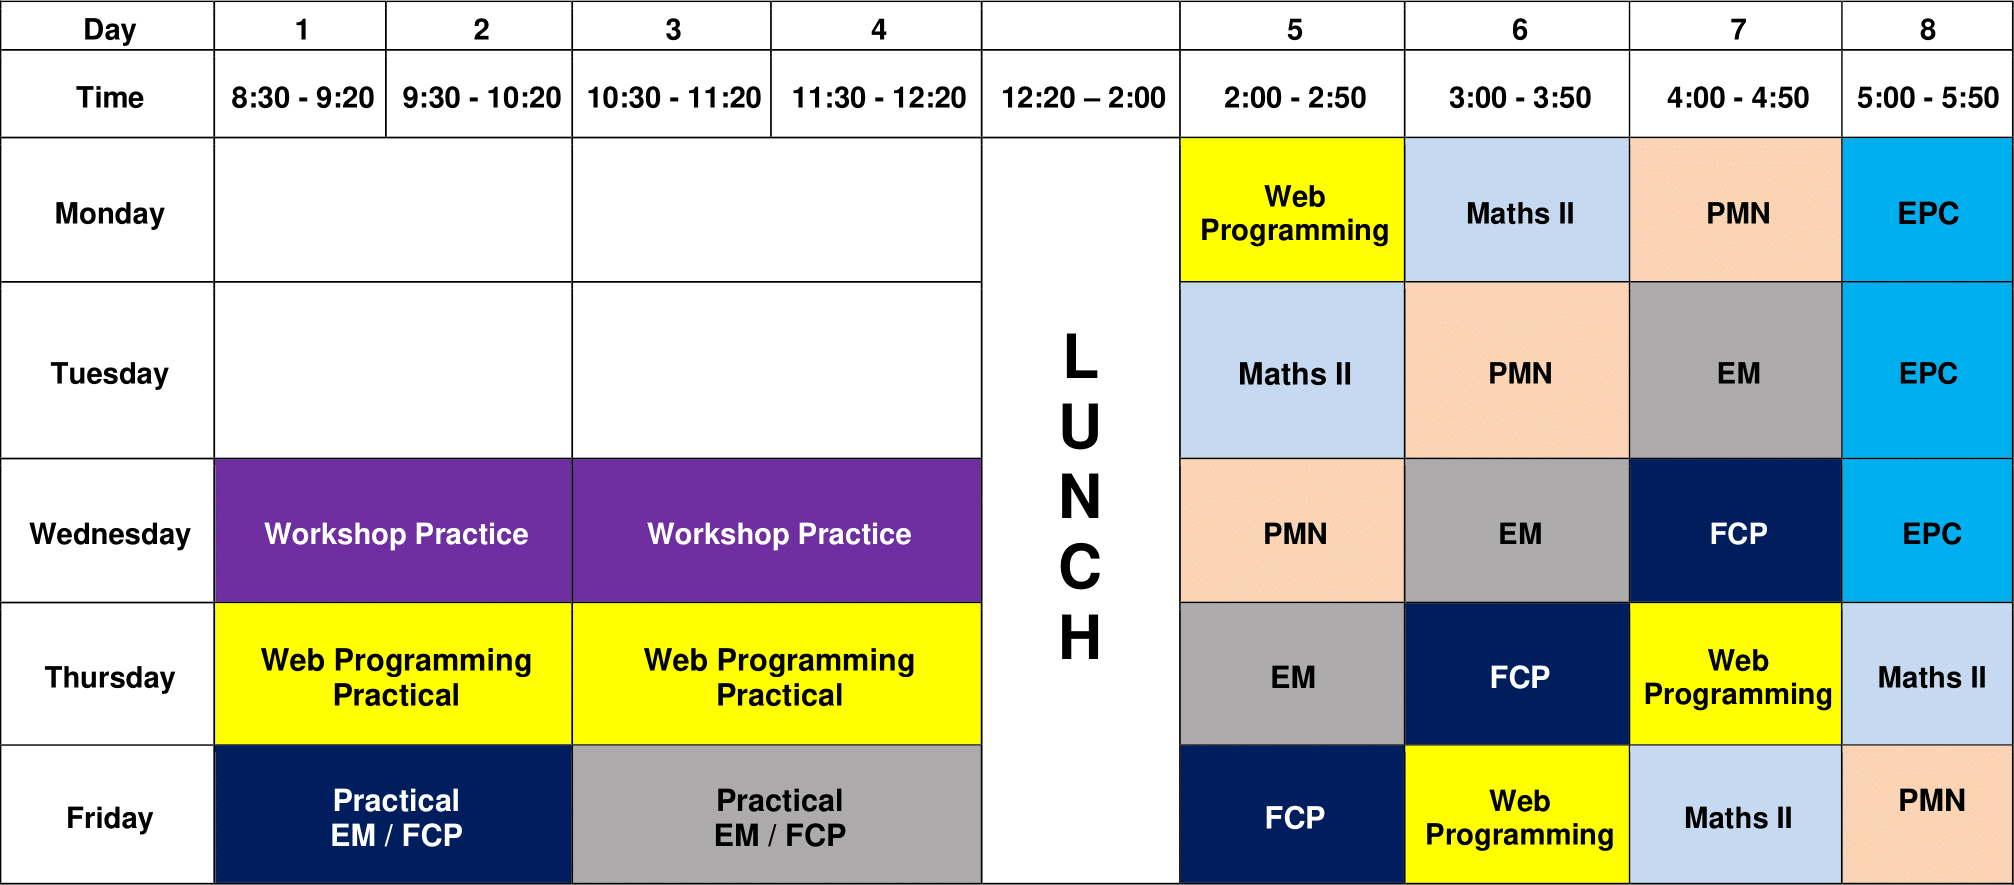 Day 1 2 3 4 5 6 7 8
Time 8:30 - 9:20 9:30 - 10:20 10:30 - 11:20 11:30 - 12:20 12:20 – 2:00 2:00 - 2:50 3:00 - 3:50 4:00 - 4:50 5:00 - 5:50
Monday
Web
Programming
Maths II
PMN
EPC
Tuesday
Maths II
PMN
EM
EPC
Wednesday
Workshop Practice
Workshop Practice
PMN
EM
FCP
EPC
Thursday
Web Programming
Practical
Web Programming
Practical
EM
FCP
Web
Programming
Maths II
Friday
Practical
EM / FCP
Practical
EM / FCP
FCP
Web
Programming
Maths II
PMN
L
U
N
C
H